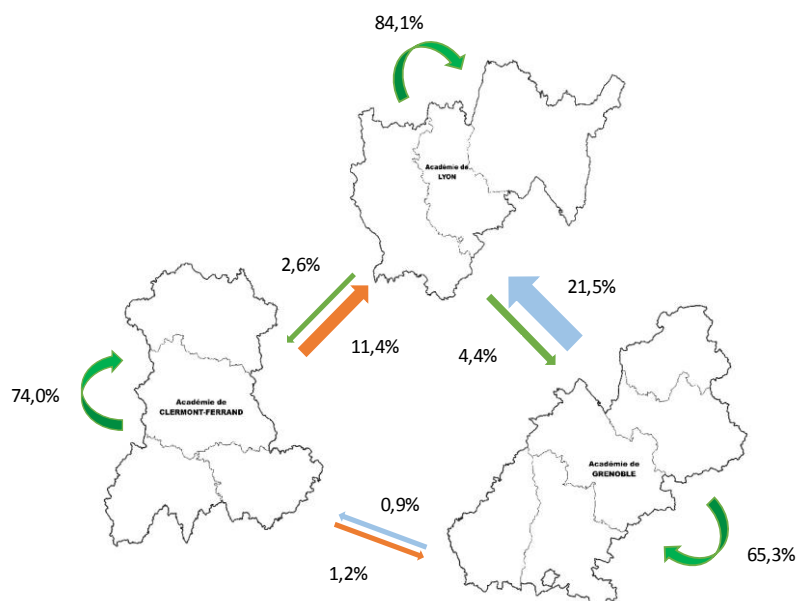 84,1%
Académie de
LYON
2,6%
21,5%
11,4%
4,4%
74,0%
Académie de
CLERMONT-FERRAND
Académie de
GRENOBLE
0,9%
65,3%
1,2%